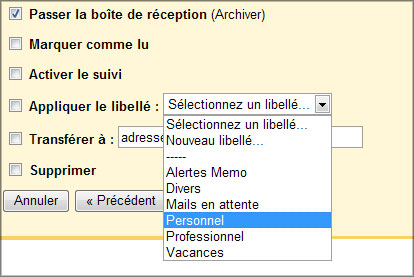 Passer la boîte de réception (Archiver)
Marquer comme lu
Activer le suivi
Appliquer le libellé : Sélectionnez un libellé...
Sélectionnez un libellé...
Nouveau libellé...
-----
Transférer à : adresse
Alertes Memo
Divers
Supprimer
Mails en attente
Annuler « Précédent
Personnel
Professionnel
Vacances